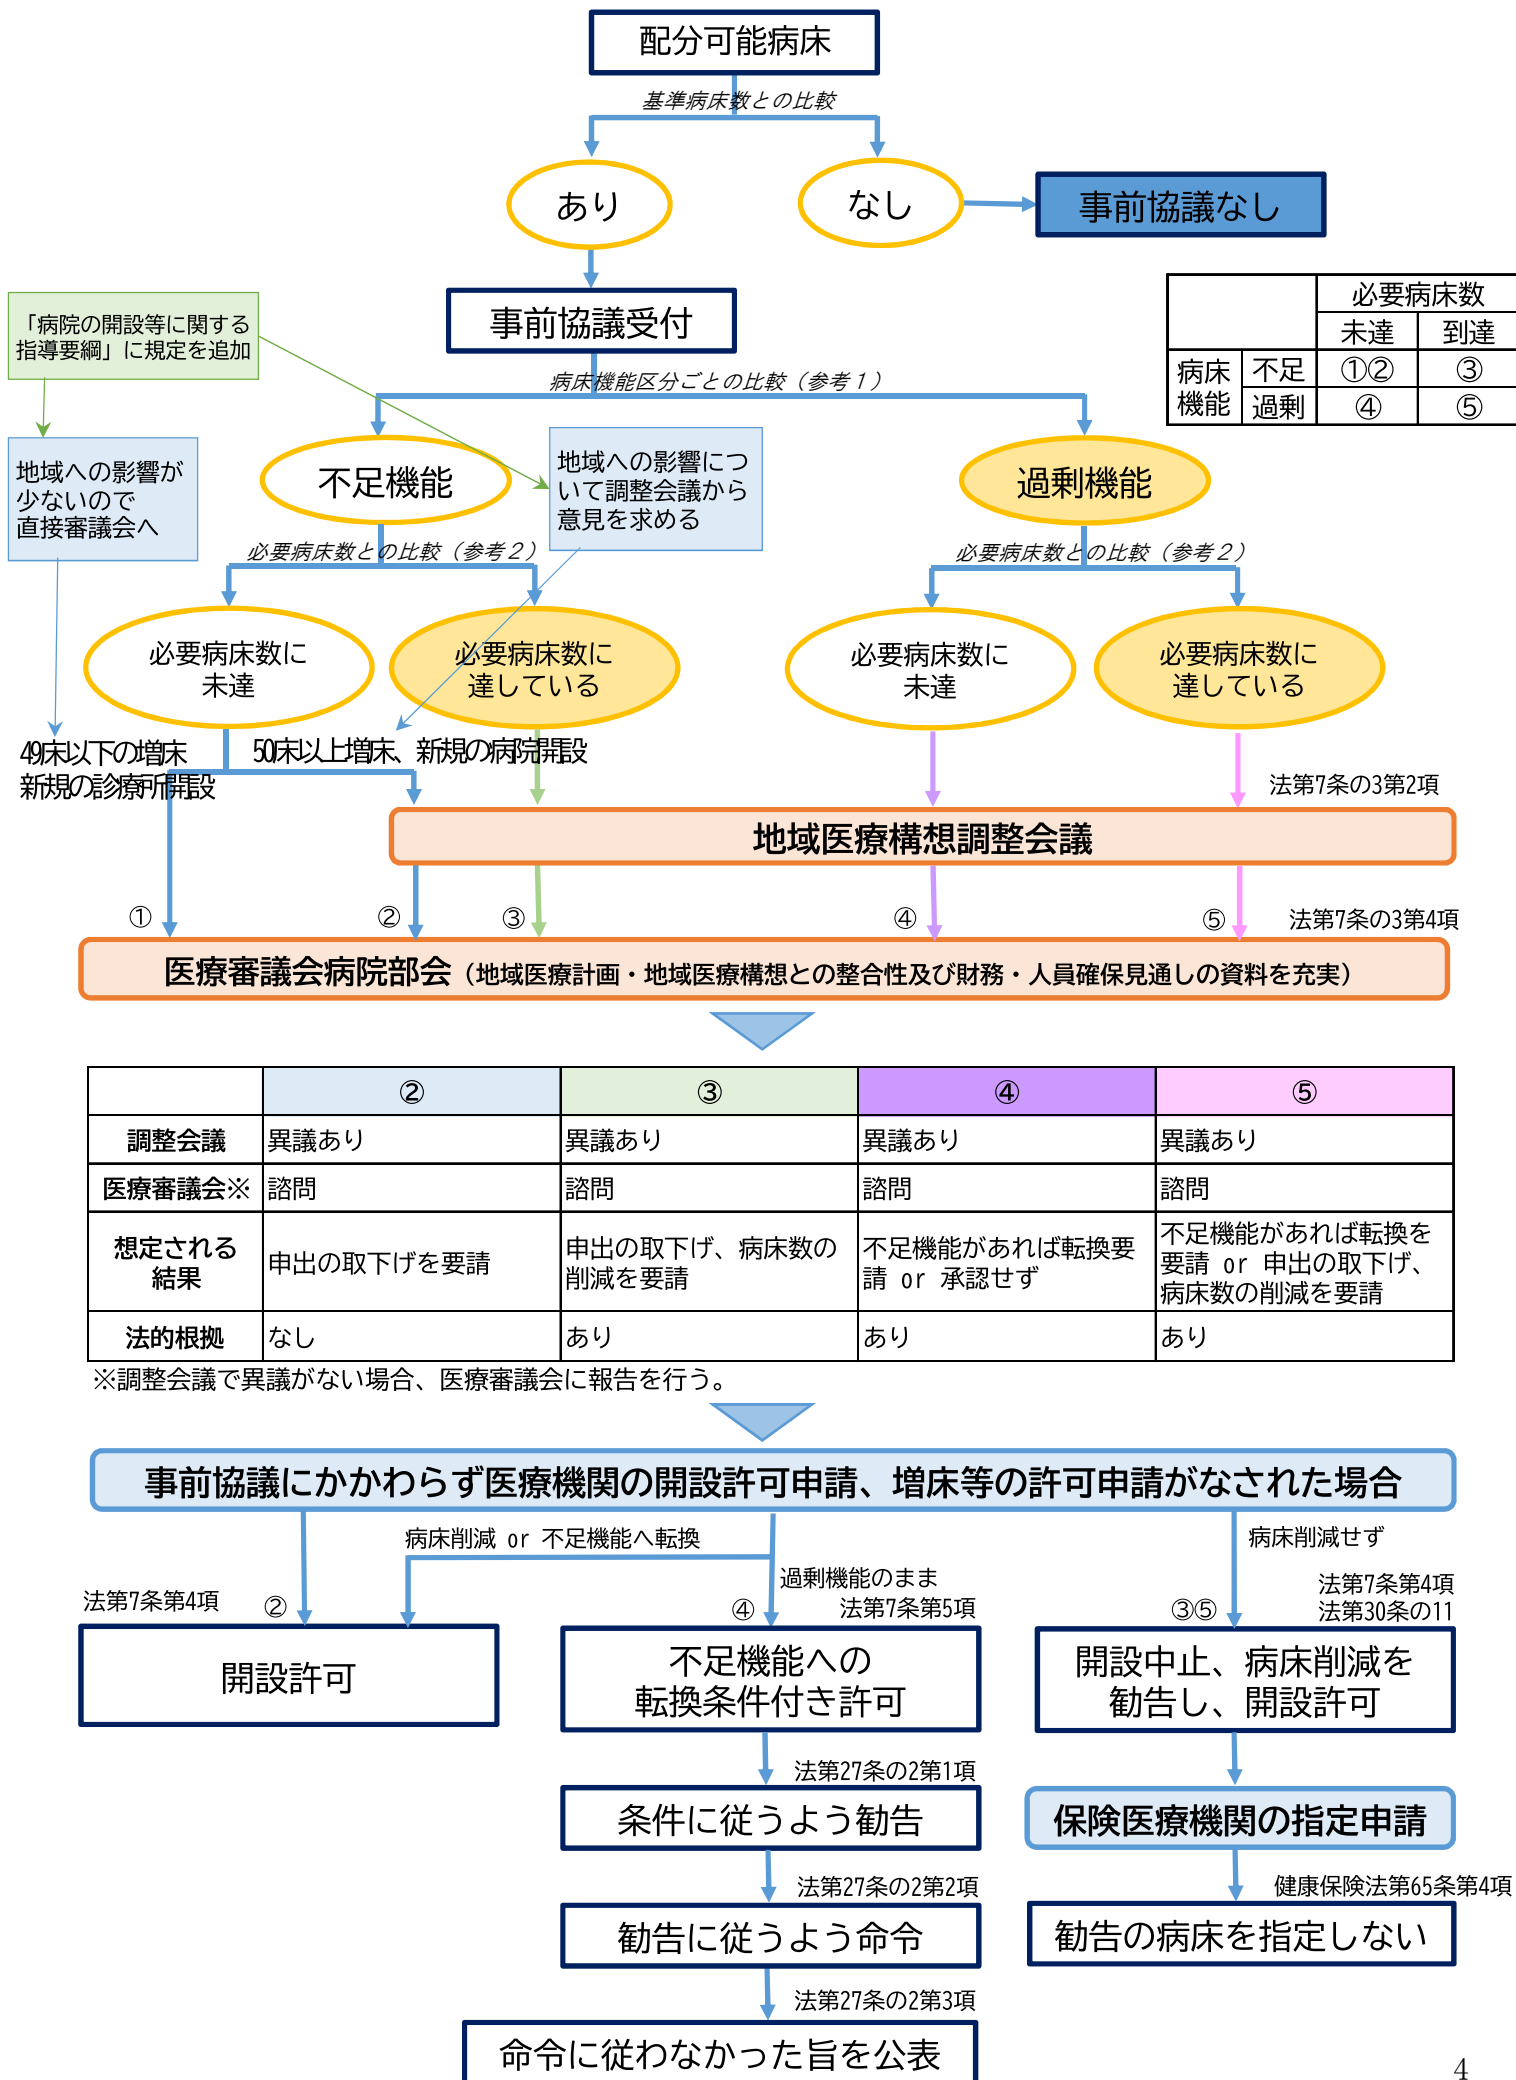 配分可能病床
基準病床数との比較
あり
なし
事前協議なし
事前協議受付
「病院の開設等に関する
指導要綱」に規定を追加
必要病床数
未達
到達
病床
機能
不足
①②
③
過剰
④
⑤
病床機能区分ごとの比較（参考１）
地域への影響が
少ないので
直接審議会へ
不足機能
地域への影響につ
いて調整会議から
意見を求める
過剰機能
必要病床数との比較（参考２）
必要病床数との比較（参考２）
必要病床数に
未達
必要病床数に
達している
必要病床数に
未達
必要病床数に
達している
49床以下の増床
新規の診療所開設
50床以上増床、新規の病院開設
法第7条の3第2項
地域医療構想調整会議
①
②
③
④
⑤
法第7条の3第4項
医療審議会病院部会（地域医療計画・地域医療構想との整合性及び財務・人員確保見通しの資料を充実）
②
③
④
⑤
調整会議
異議あり
異議あり
異議あり
異議あり
医療審議会※
諮問
諮問
諮問
諮問
想定される
結果
申出の取下げを要請
申出の取下げ、病床数の
削減を要請
不足機能があれば転換要
請 or 承認せず
不足機能があれば転換を
要請 or 申出の取下げ、
病床数の削減を要請
法的根拠
なし
あり
あり
あり
※調整会議で異議がない場合、医療審議会に報告を行う。
事前協議にかかわらず医療機関の開設許可申請、増床等の許可申請がなされた場合
病床削減 or 不足機能へ転換
病床削減せず
過剰機能のまま
法第7条第4項
②
④
法第7条第5項
③⑤
法第7条第4項
法第30条の11
開設許可
不足機能への
転換条件付き許可
開設中止、病床削減を
勧告し、開設許可
法第27条の2第1項
条件に従うよう勧告
保険医療機関の指定申請
法第27条の2第2項
健康保険法第65条第4項
勧告に従うよう命令
勧告の病床を指定しない
法第27条の2第3項
命令に従わなかった旨を公表
4